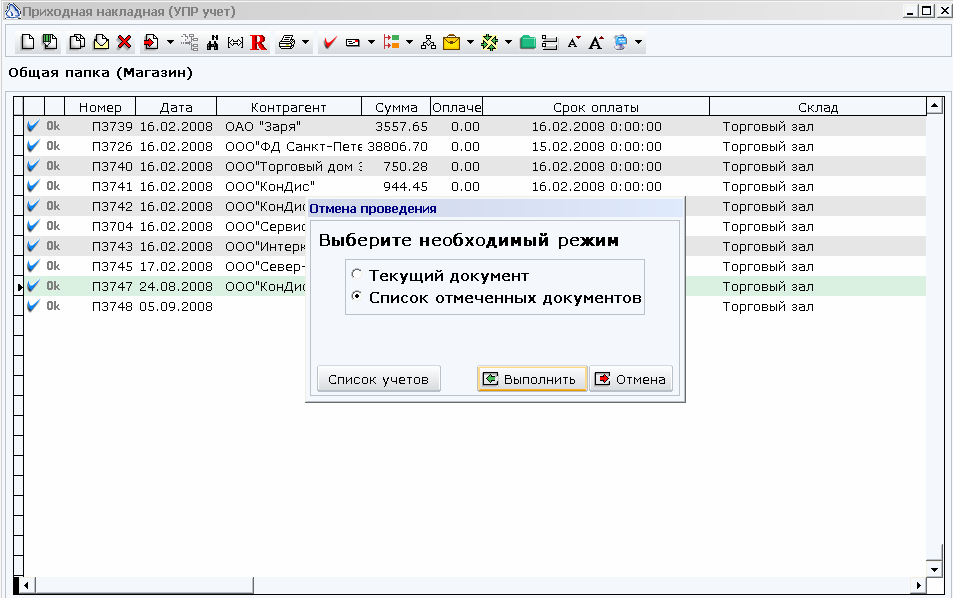 Приходная накладная (УПР учет)
Общая папка (Магазин)
Номер Дата Контрагент Сумма Оплаче Срок оплаты Склад
Ok П3739 16.02.2008 ОАО "Заря" 3557.65 0.00 16.02.2008 0:00:00 Торговый зал
Ok П3726 16.02.2008 ООО"ФД Санкт-Пете 38806.70 0.00 15.02.2008 0:00:00 Торговый зал
Ok П3740 16.02.2008 ООО"Торговый дом 750.28 0.00 16.02.2008 0:00:00 Торговый зал
Ok П3741 16.02.2008 ООО"КонДис" 944.45 0.00 16.02.2008 0:00:00 Торговый зал
Ok П3742 16.02.2008 ООО"КонДис Торговый зал
Ok П3704 16.02.2008 ООО"Сервис Торговый зал
Ok П3743 16.02.2008 ООО"Интерк Торговый зал
Ok П3745 17.02.2008 ООО"Север- Торговый зал
Ok П3747 24.08.2008 ООО"КонДис Торговый зал
Ok П3748 05.09.2008 Торговый зал
Отмена проведения
Выберите необходимый режим
Текущий документ
Список отмеченных документов
Список учетов Выполнить Отмена